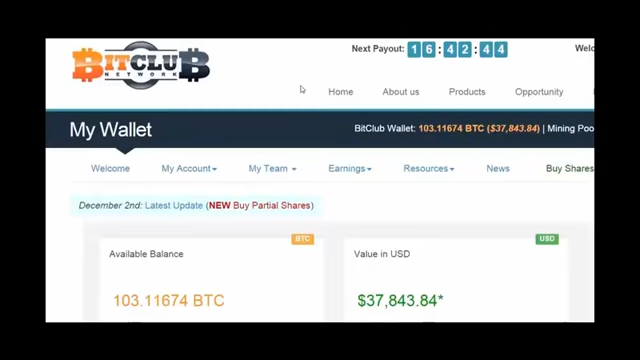 Next Payout: 16:42:44 Welc
BITCLUB
NETWORK
Home About us Products Opportunity
My Wallet
BitClub Wallet: 103.11674 BTC ($37,843.84) | Mining Poo
Welcome My Account My Team Earnings Resources News Buy Shares
December 2nd: Latest Update (NEW Buy Partial Shares)
BTC USD
Available Balance Value in USD
103.11674 BTC $37,843.84*